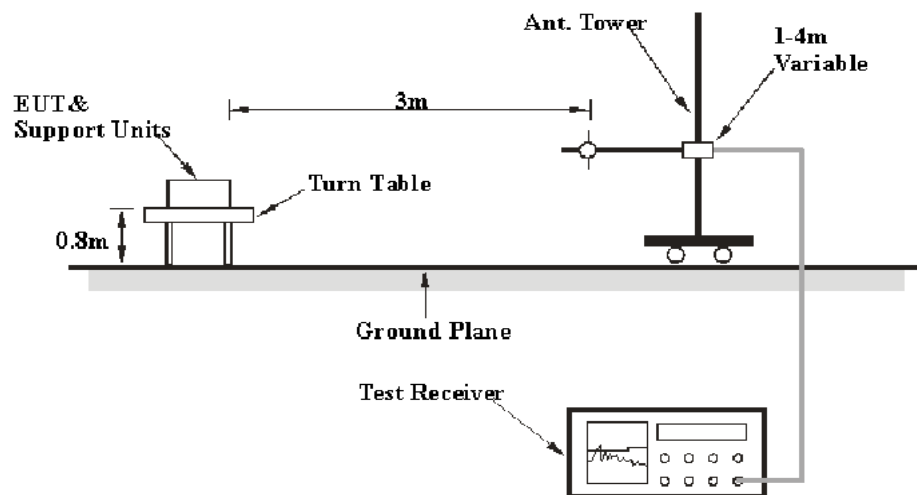 Ant. Tower
1-4m
Variable
3m
EUT &
Support Units
Turn Table
0.8m
Ground Plane
Test Receiver